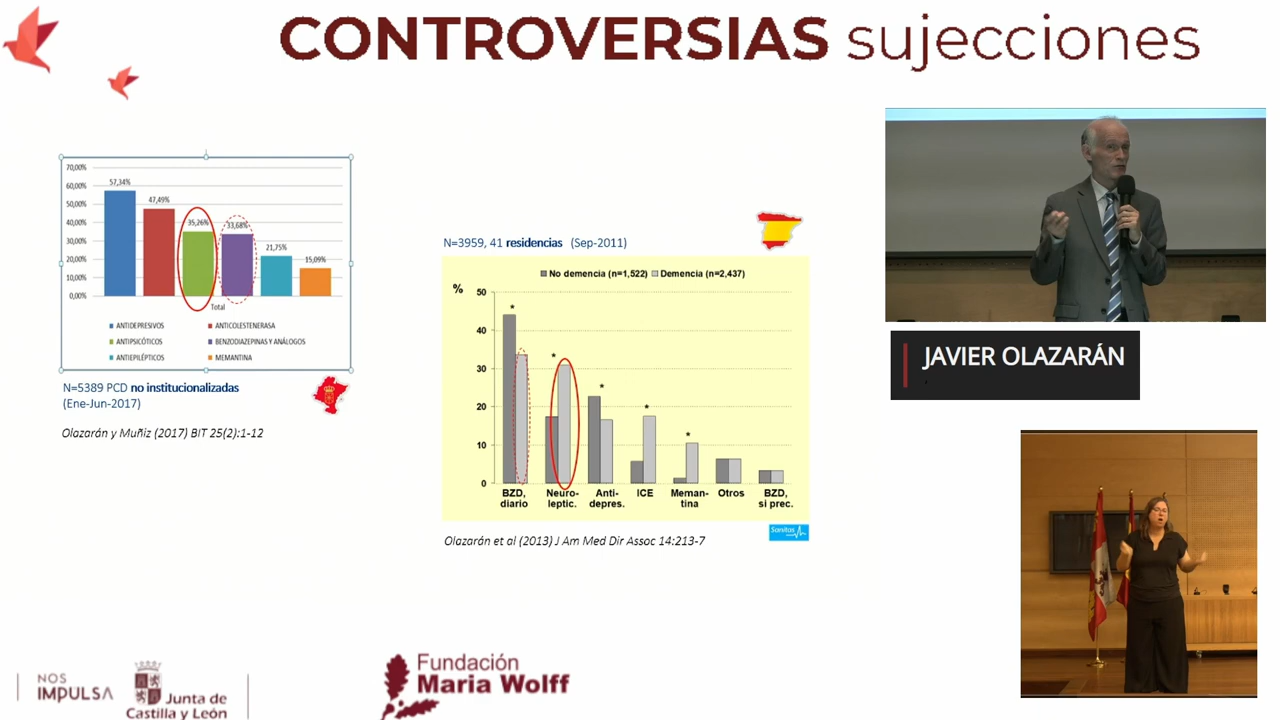 CONTROVERSIAS sujecciones
70,00%
60,00%
50,00%
40,00%
30,00%
20,00%
10,00%
0,00%
57,34%
47,49%
35,26%
33,68%
21,75%
15,09%
Total
ANTIDEPRESIVOS
ANTICOLESTENERASA
ANTIPSICÓTICOS
BENZODIAZEPINAS Y ANÁLOGOS
ANTIEPILÉPTICOS
MEMANTINA
N=5389 PCD no institucionalizadas
(Ene-Jun-2017)
Olazarán y Muñiz (2017) BIT 25(2):1-12
N=3959, 41 residencias (Sep-2011)
No demencia (n=1,522)
Demencia (n=2,437)
%
50
40
30
20
10
0
* * * * *
BZD, diario
Neuro- leptic.
Anti- depres.
ICE
Meman- tina
Otros
BZD, si prec.
Sanitas
Olazarán et al (2013) J Am Med Dir Assoc 14:213-7
JAVIER OLAZARÁN
NOS
IMPULSA
Junta de
Castilla y León
Fundación
Maria Wolff